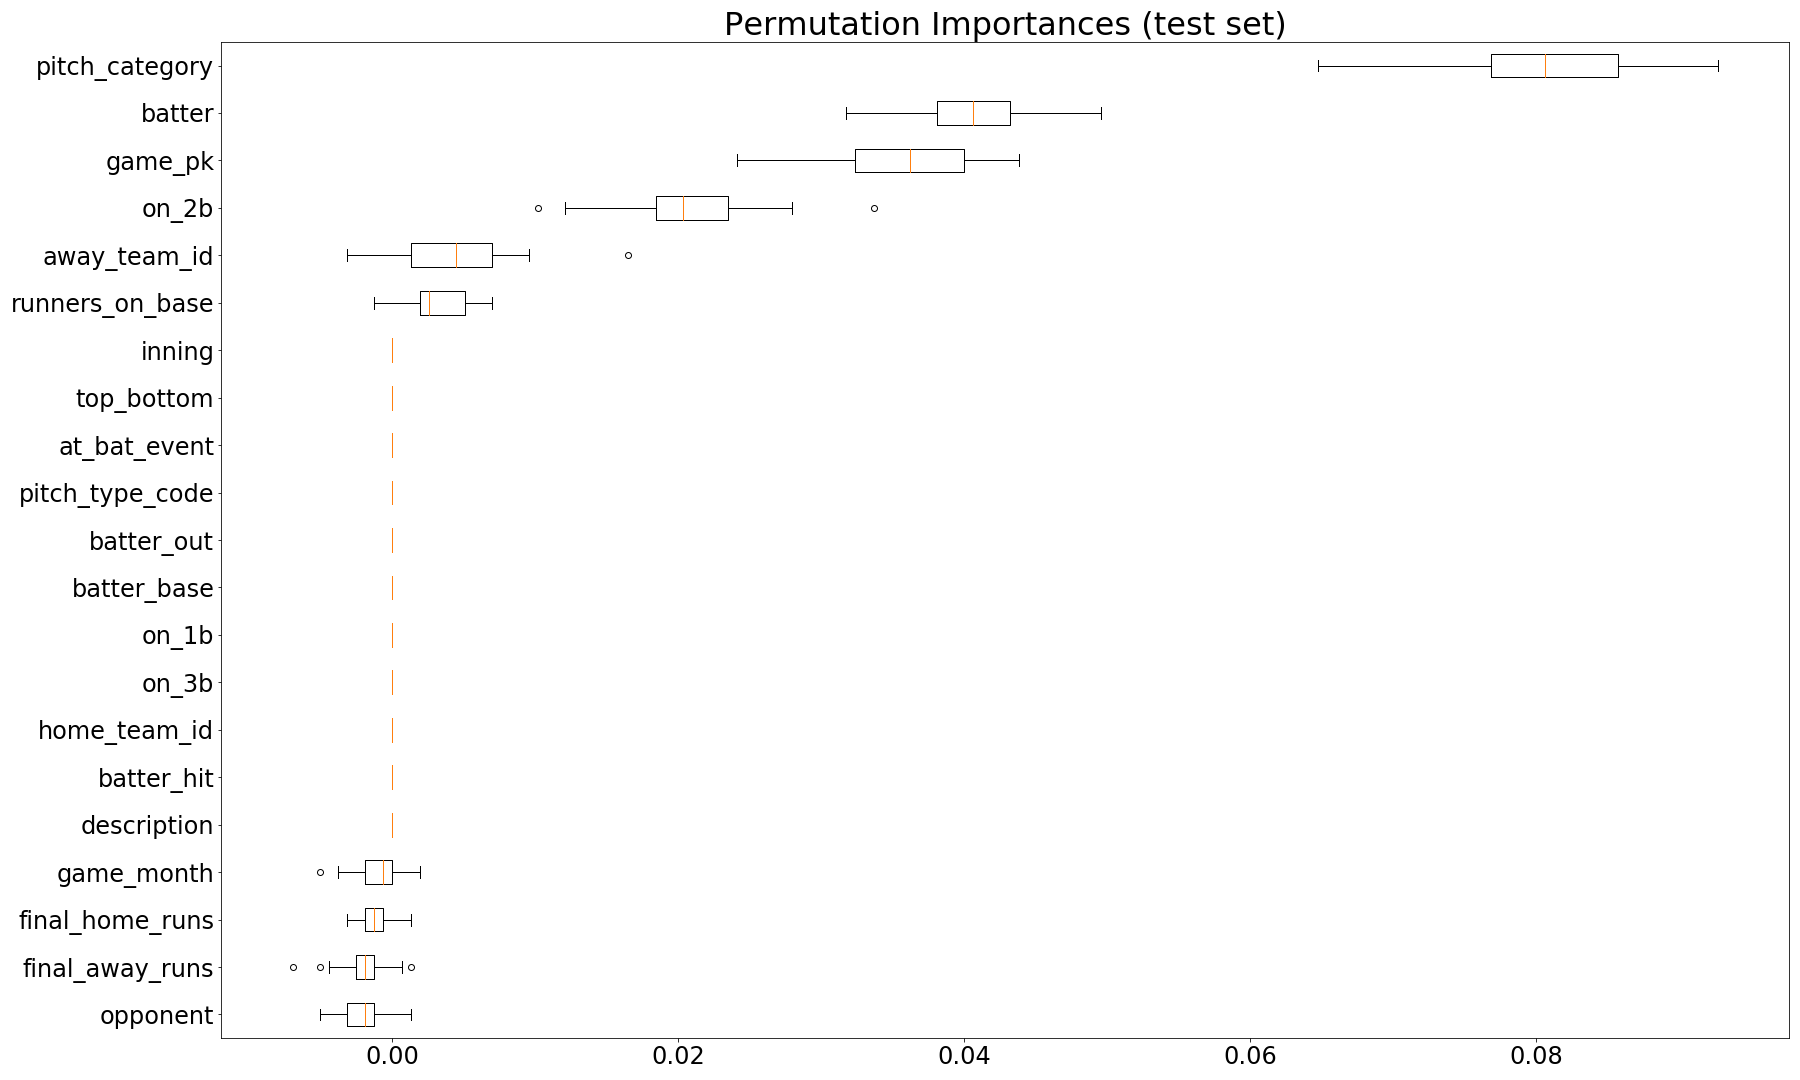 Permutation Importances (test set)
pitch_category
batter
game_pk
on_2b
away_team_id
runners_on_base
inning
top_bottom
at_bat_event
pitch_type_code
batter_out
batter_base
on_1b
on_3b
home_team_id
batter_hit
description
game_month
final_home_runs
final_away_runs
opponent
0.00 0.02 0.04 0.06 0.08